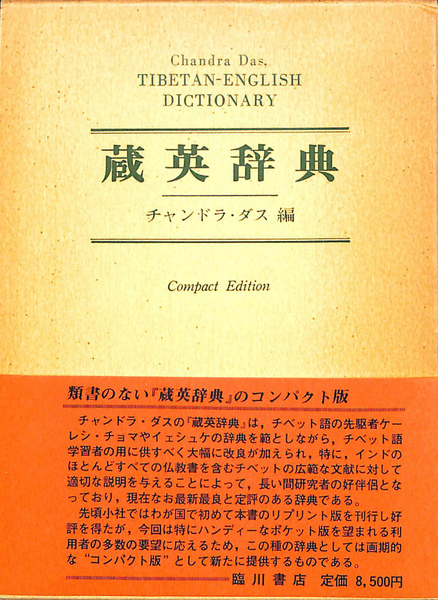 Chandra Das,
TIBETAN-ENGLISH
DICTIONARY
蔵英辞典
チャンドラ・ダス 編
Compact Edition
類書のない『蔵英辞典』のコンパクト版
チャンドラ・ダスの『蔵英辞典』は，チベット語の先駆者ケー
レシ・チョマやイェシュケの辞典を範としながら，チベット語
学習者の用に供すべく大幅に改良が加えられ，特に，インドの
ほとんどすべての仏教書を含むチベットの広範な文献に対して
適切な説明を与えることによって，長い間研究者の好伴侶とな
っており，現在なお最新最良と定評のある辞典である。
先頃小社ではわが国で初めて本書のリプリント版を刊行し好
評を得たが，今回は特にハンディーなポケット版を望まれる利
用者の多数の要望に応えるため，この種の辞典としては画期的
な“コンパクト版”として新たに提供するものである。
臨川書店 定価 8,500円